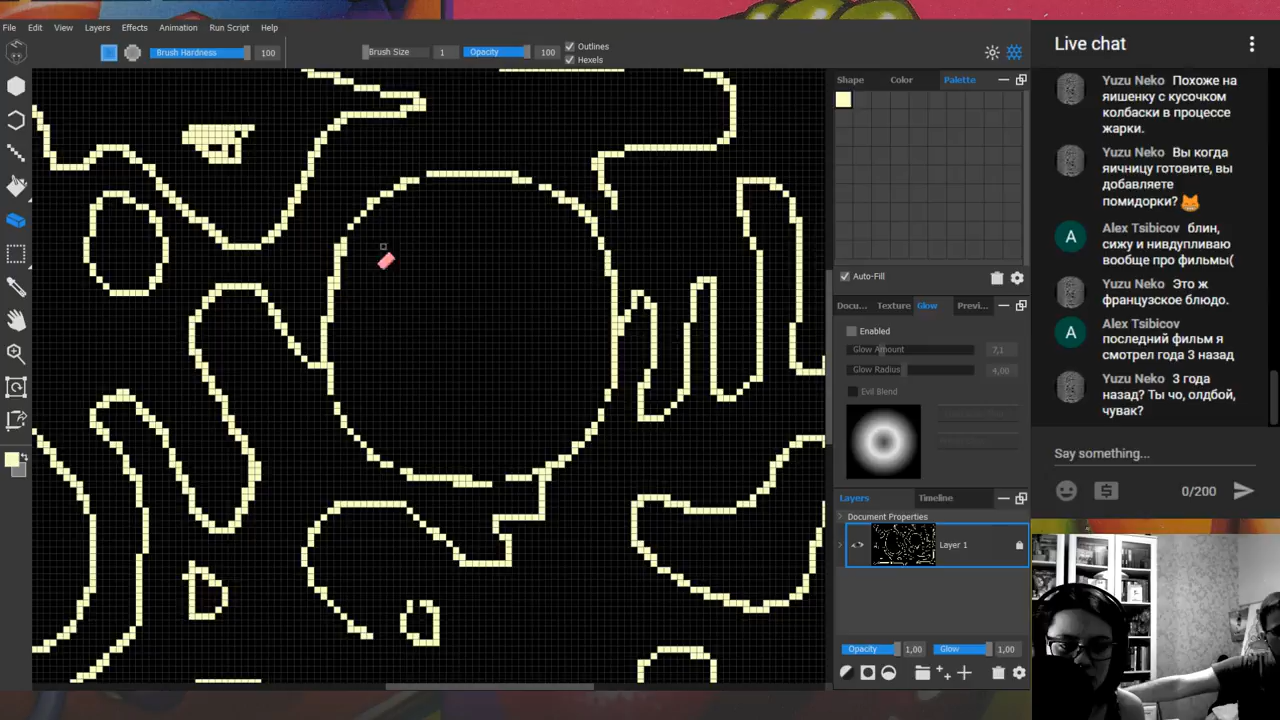 File Edit View Layers Effects Animation Run Script Help
Brush Hardness 100 Brush Size 1 Opacity 100 Outlines
Hexels
Shape Color Palette
Auto-Fill
Docu... Texture Glow Previ...
Enabled
Glow Amount 7,1
Glow Radius 4,00
Evil Blend
Layers Timeline
Document Properties
Layer 1
Opacity 1,00 Glow 1,00
Live chat
Yuzu Neko Похоже на
яишенку с кусочком
колбаски в процессе
жарки.
Yuzu Neko Вы когда
яичницу готовите, вы
добавляете
помидорки?
A
Alex Tsibicov блин,
сижу и нивдупливаю
вообще про фильмы(
Yuzu Neko Это ж
французское блюдо.
A
Alex Tsibicov
последний фильм я
смотрел года 3 назад
Yuzu Neko 3 года
назад? Ты чо, олдбой,
чувак?
Say something...
0/200